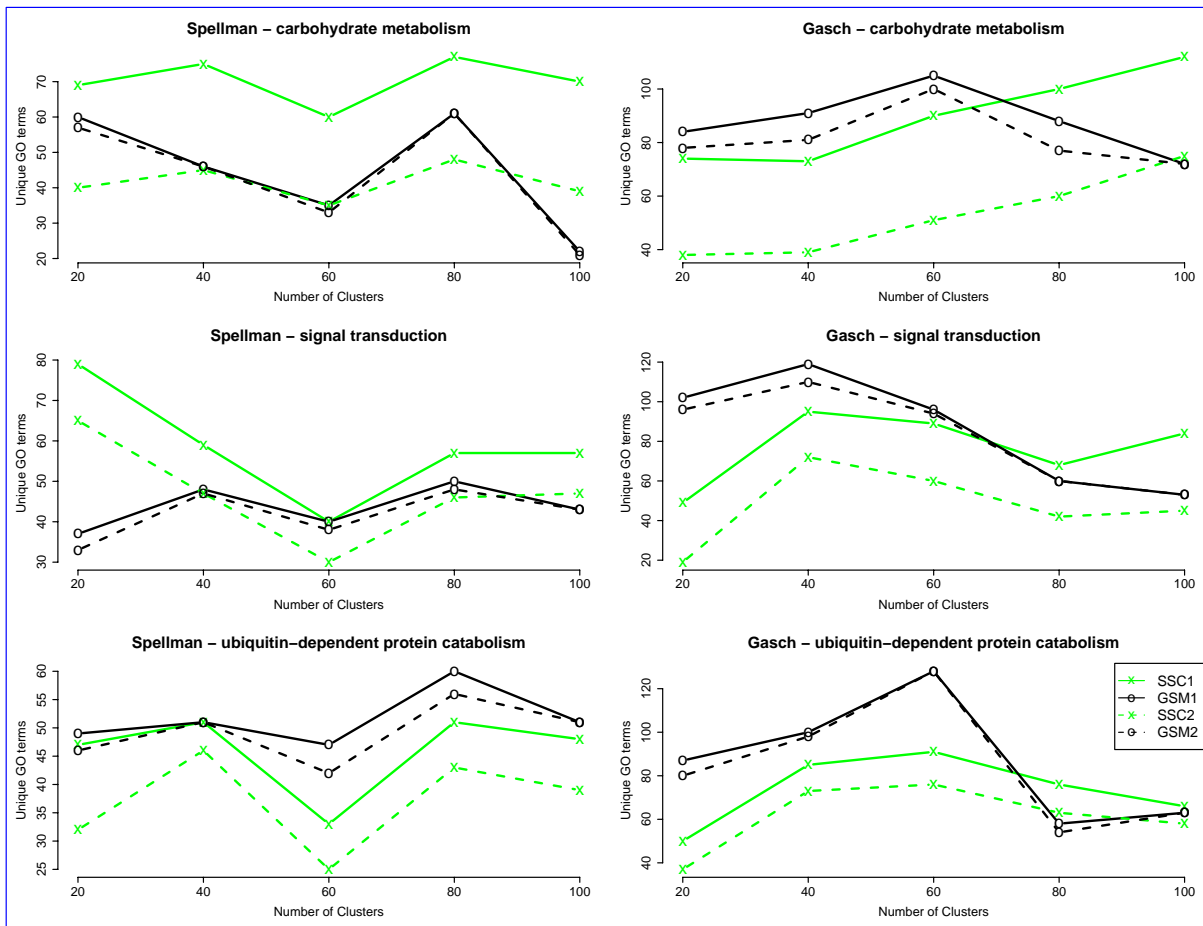 Spellman − carbohydrate metabolism
Unique GO terms
70
60
50
40
30
20
20 40 60 80 100
Number of Clusters
Gasch − carbohydrate metabolism
Unique GO terms
100
80
60
40
20 40 60 80 100
Number of Clusters
Spellman − signal transduction
Unique GO terms
80
70
60
50
40
30
20 40 60 80 100
Number of Clusters
Gasch − signal transduction
Unique GO terms
120
100
80
60
40
20
20 40 60 80 100
Number of Clusters
Spellman − ubiquitin−dependent protein catabolism
Unique GO terms
60
55
50
45
40
35
30
25
20 40 60 80 100
Number of Clusters
Gasch − ubiquitin−dependent protein catabolism
Unique GO terms
120
100
80
60
40
20 40 60 80 100
Number of Clusters
SSC1
GSM1
SSC2
GSM2